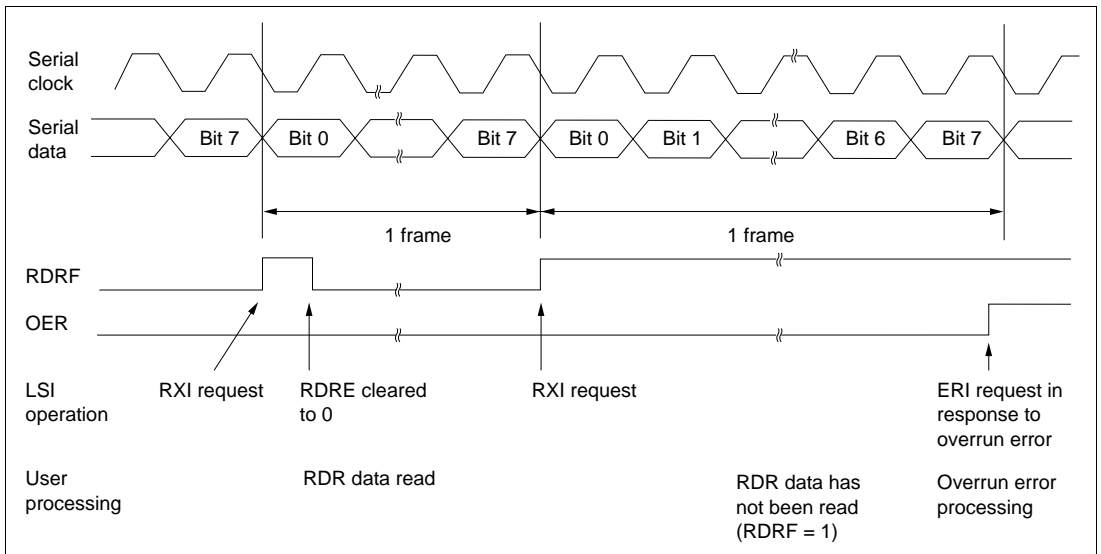 Serial
clock
Serial
data
Bit 7
Bit 0
Bit 7
Bit 0
Bit 1
Bit 6
Bit 7
1 frame
1 frame
RDRF
OER
LSI
operation
RXI request
RDRE cleared
to 0
RXI request
ERI request in
response to
overrun error
User
processing
RDR data read
RDR data has
not been read
(RDRF = 1)
Overrun error
processing